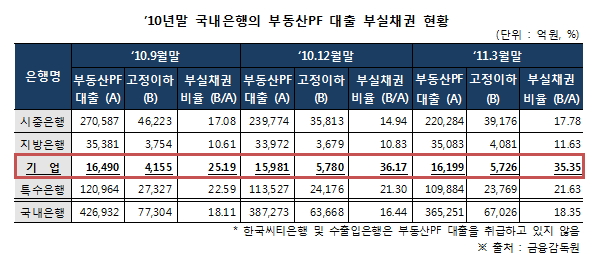 ‘10년말 국내은행의 부동산PF 대출 부실채권 현황
(단위 : 억원, %)
은행명 ‘10.9월말 ‘10.12월말 ‘11.3월말
부동산PF 대출 (A) 고정이하 (B) 부실채권 비율 (B/A) 부동산PF 대출 (A) 고정이하 (B) 부실채권 비율 (B/A) 부동산PF 대출 (A) 고정이하 (B) 부실채권 비율 (B/A)
시중은행 270,587 46,223 17.08 239,774 35,813 14.94 220,284 39,176 17.78
지방은행 35,381 3,754 10.61 33,972 3,679 10.83 35,083 4,081 11.63
기 업 16,490 4,155 25.19 15,981 5,780 36.17 16,199 5,726 35.35
특수은행 120,964 27,327 22.59 113,527 24,176 21.30 109,884 23,769 21.63
국내은행 426,932 77,304 18.11 387,273 63,668 16.44 365,251 67,026 18.35
* 한국씨티은행 및 수출입은행은 부동산PF 대출을 취급하고 있지 않음
※ 출처 : 금융감독원